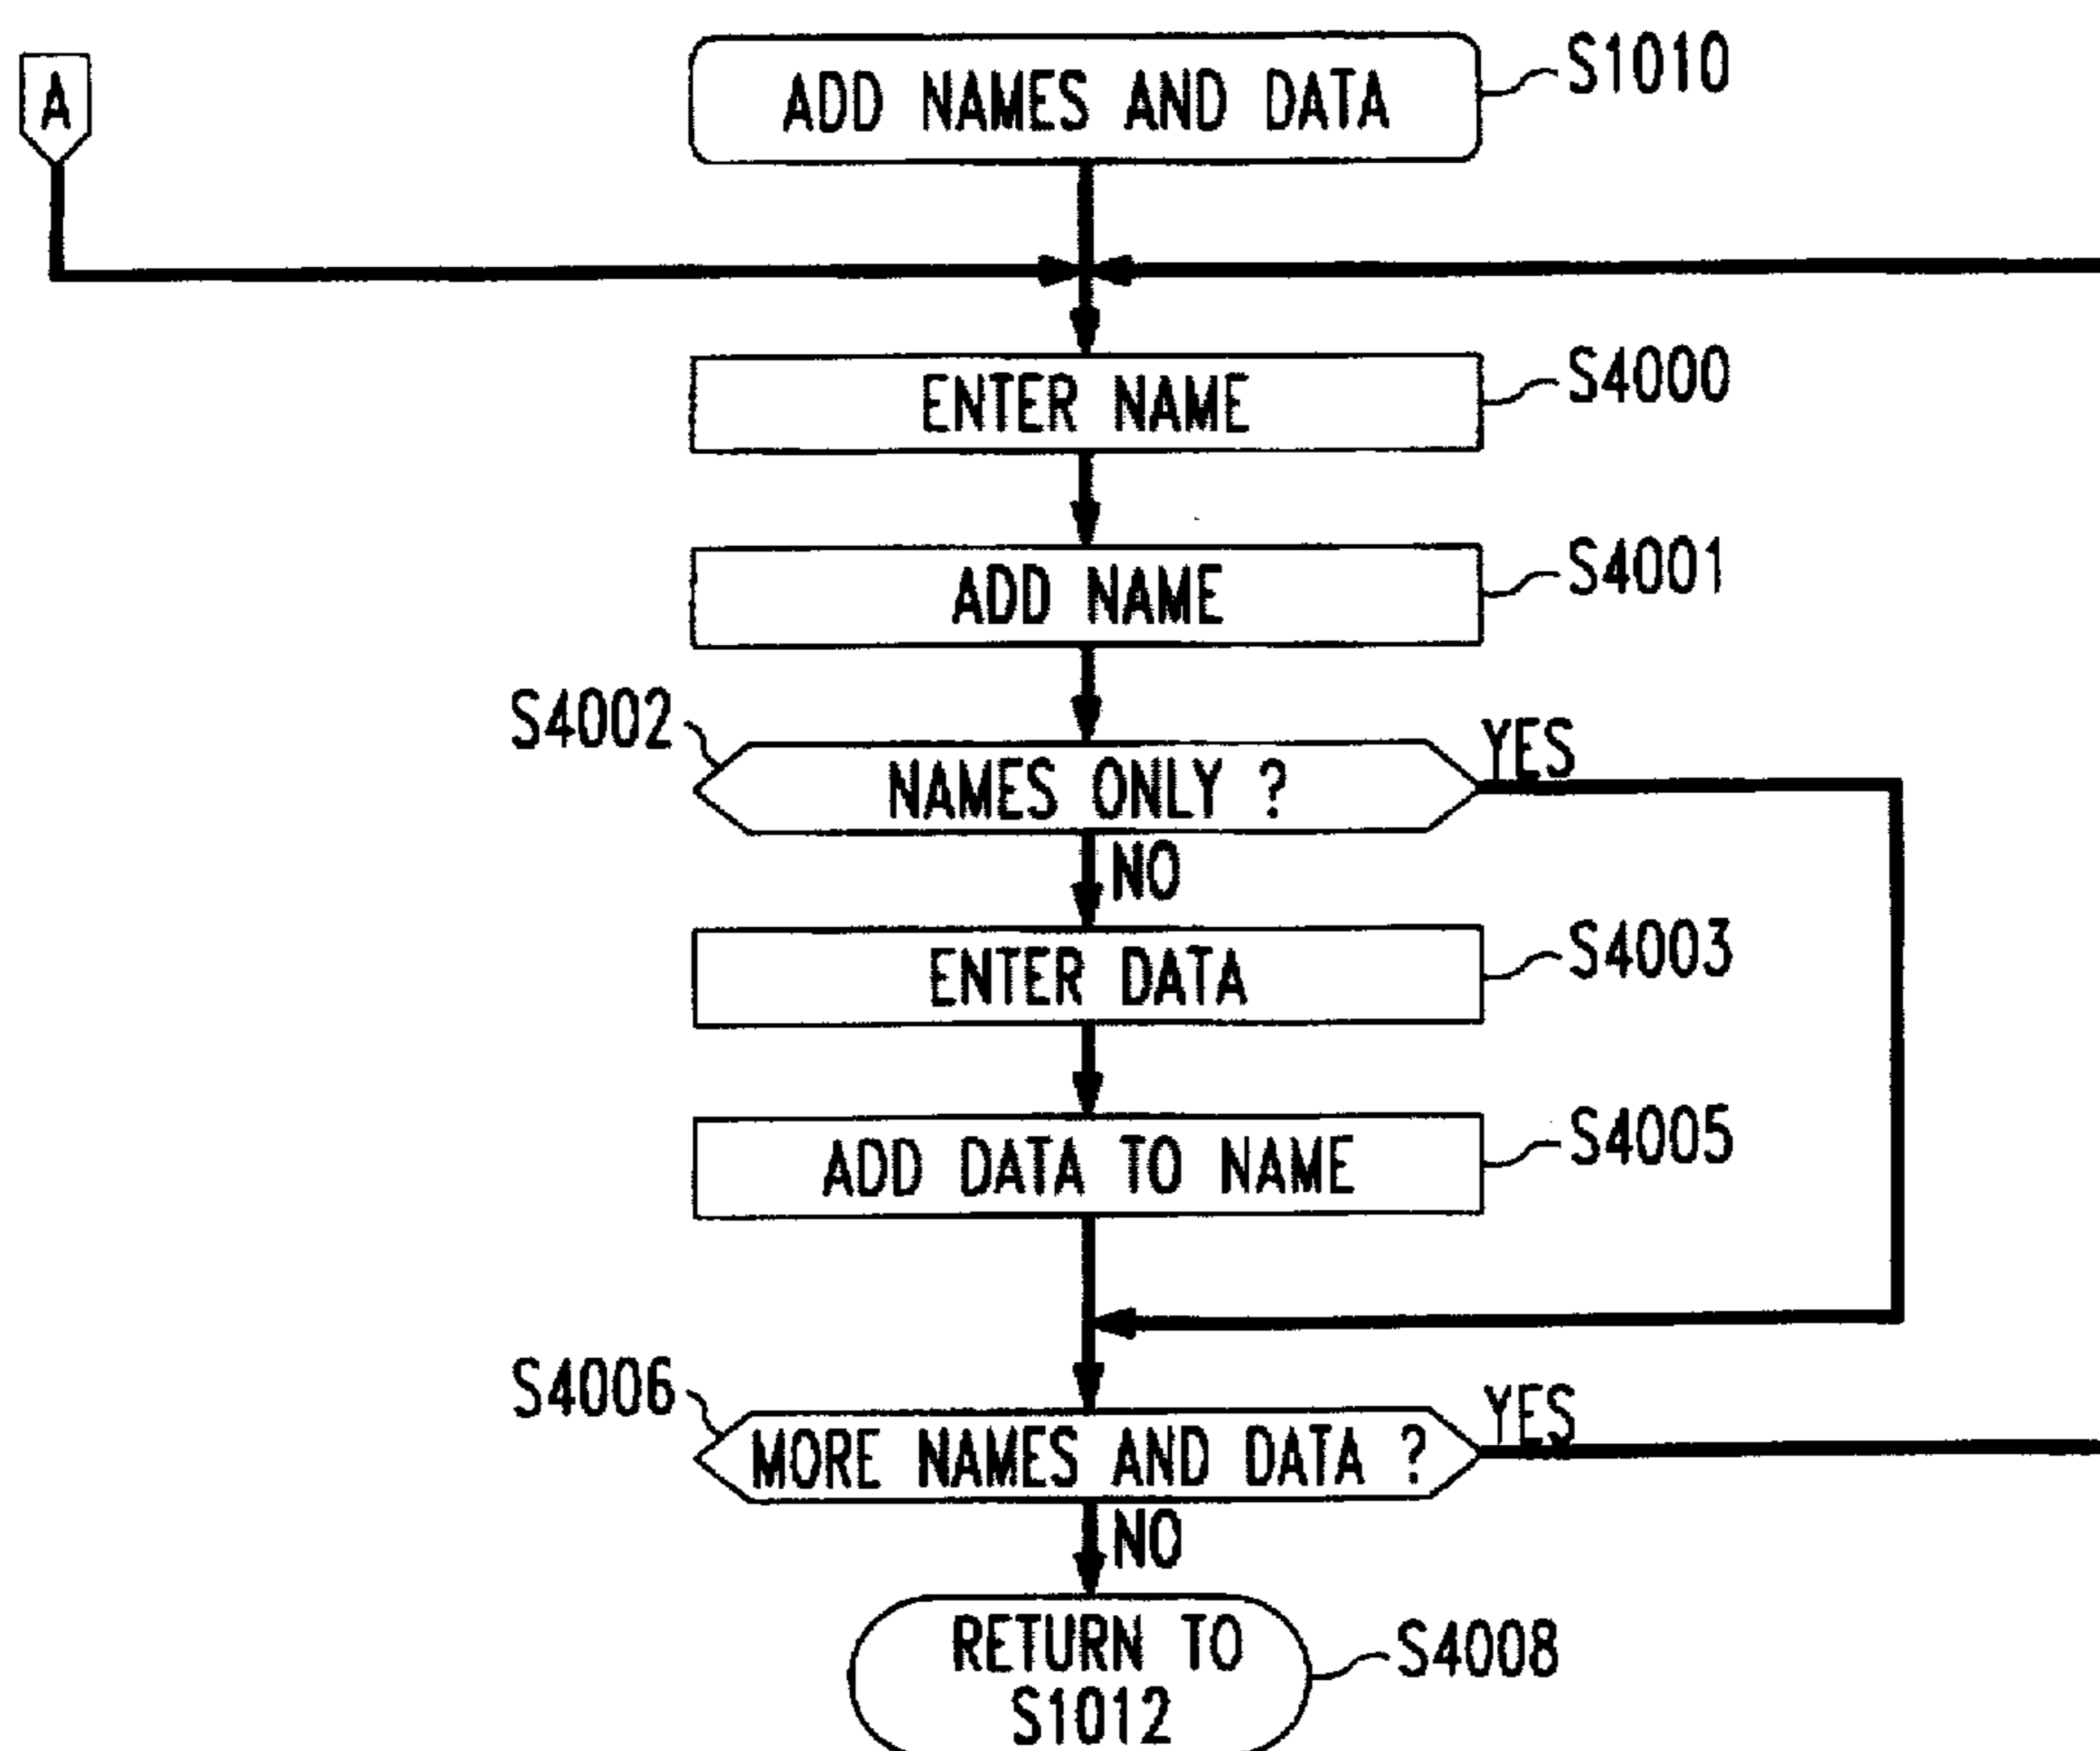 A
ADD NAMES AND DATA
S1010
ENTER NAME
S4000
ADD NAME
S4001
S4002
NAMES ONLY ?
YES
NO
ENTER DATA
S4003
ADD DATA TO NAME
S4005
S4006
MORE NAMES AND DATA ?
YES
NO
RETURN TO
S1012
S4008